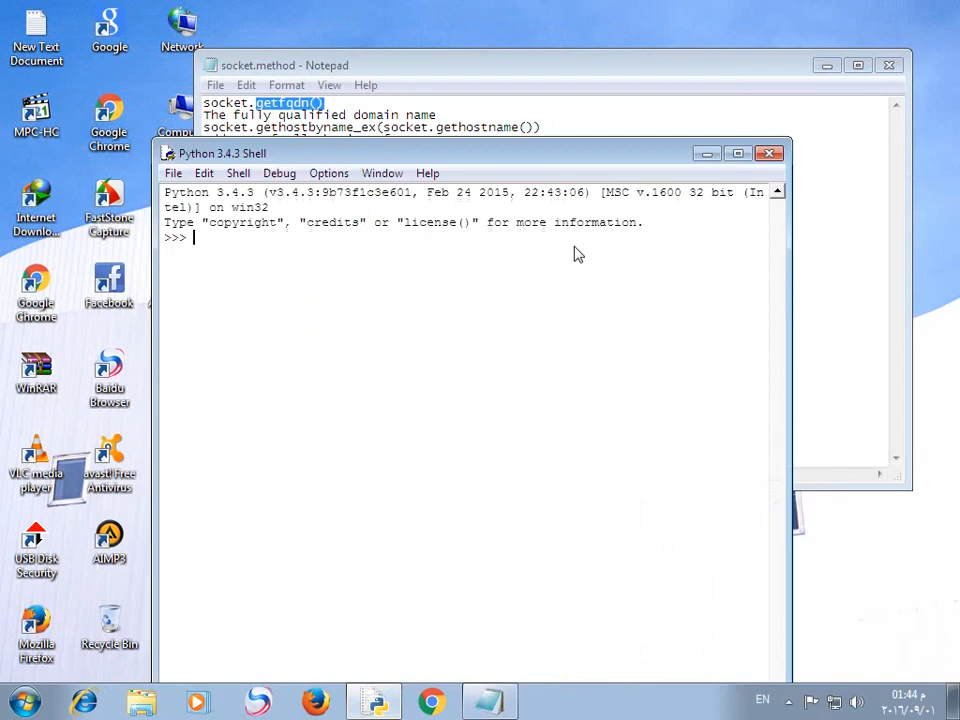 New Text
Document
Google
Network
MPC-HC
Google
Chrome
Internet
Downlo...
FastStone
Capture
Google
Chrome
Facebook
WinRAR
Baidu
Browser
VLC media
player
avast! Free
Antivirus
USB Disk
Security
AIMP3
Mozilla
Firefox
Recycle Bin
socket.method - Notepad
File Edit Format View Help
socket.getfqdn()
The fully qualified domain name
socket.gethostbyname_ex(socket.gethostname())
Python 3.4.3 Shell
File Edit Shell Debug Options Window Help
Python 3.4.3 (v3.4.3:9b73f1c3e601, Feb 24 2015, 22:43:06) [MSC v.1600 32 bit (In
tel)] on win32
Type "copyright", "credits" or "license()" for more information.
>>>
EN
01:44 م
٢٠١٦/٠٩/٠١